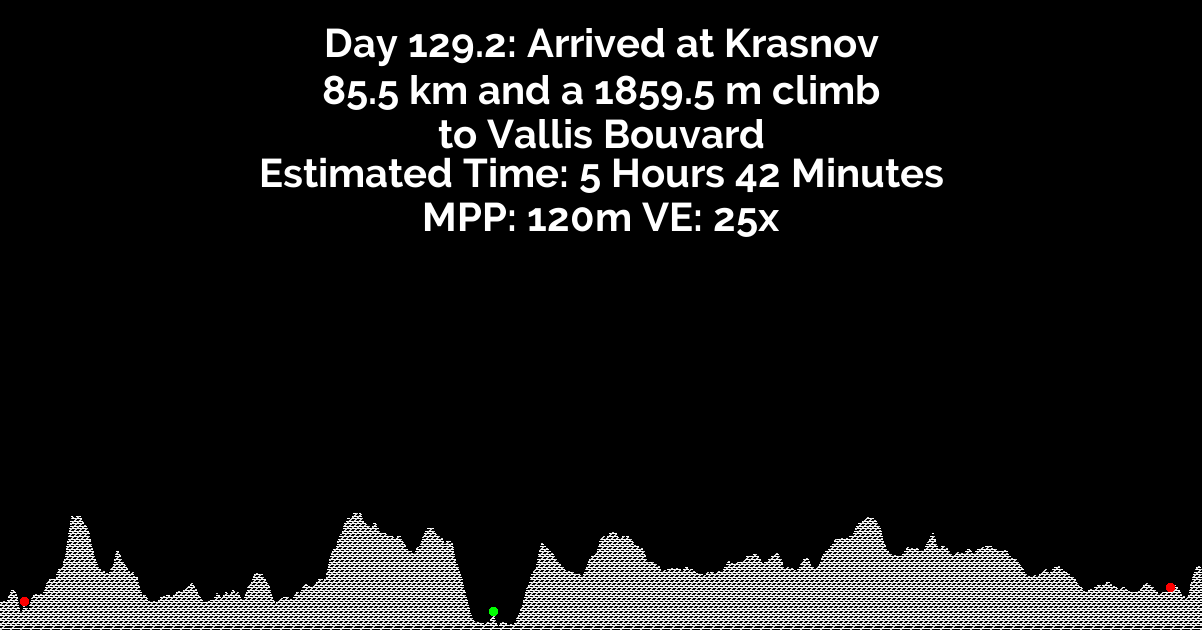 Day 129.2: Arrived at Krasnov
85.5 km and a 1859.5 m climb
to Vallis Bouvard
Estimated Time: 5 Hours 42 Minutes
MPP: 120m VE: 25x